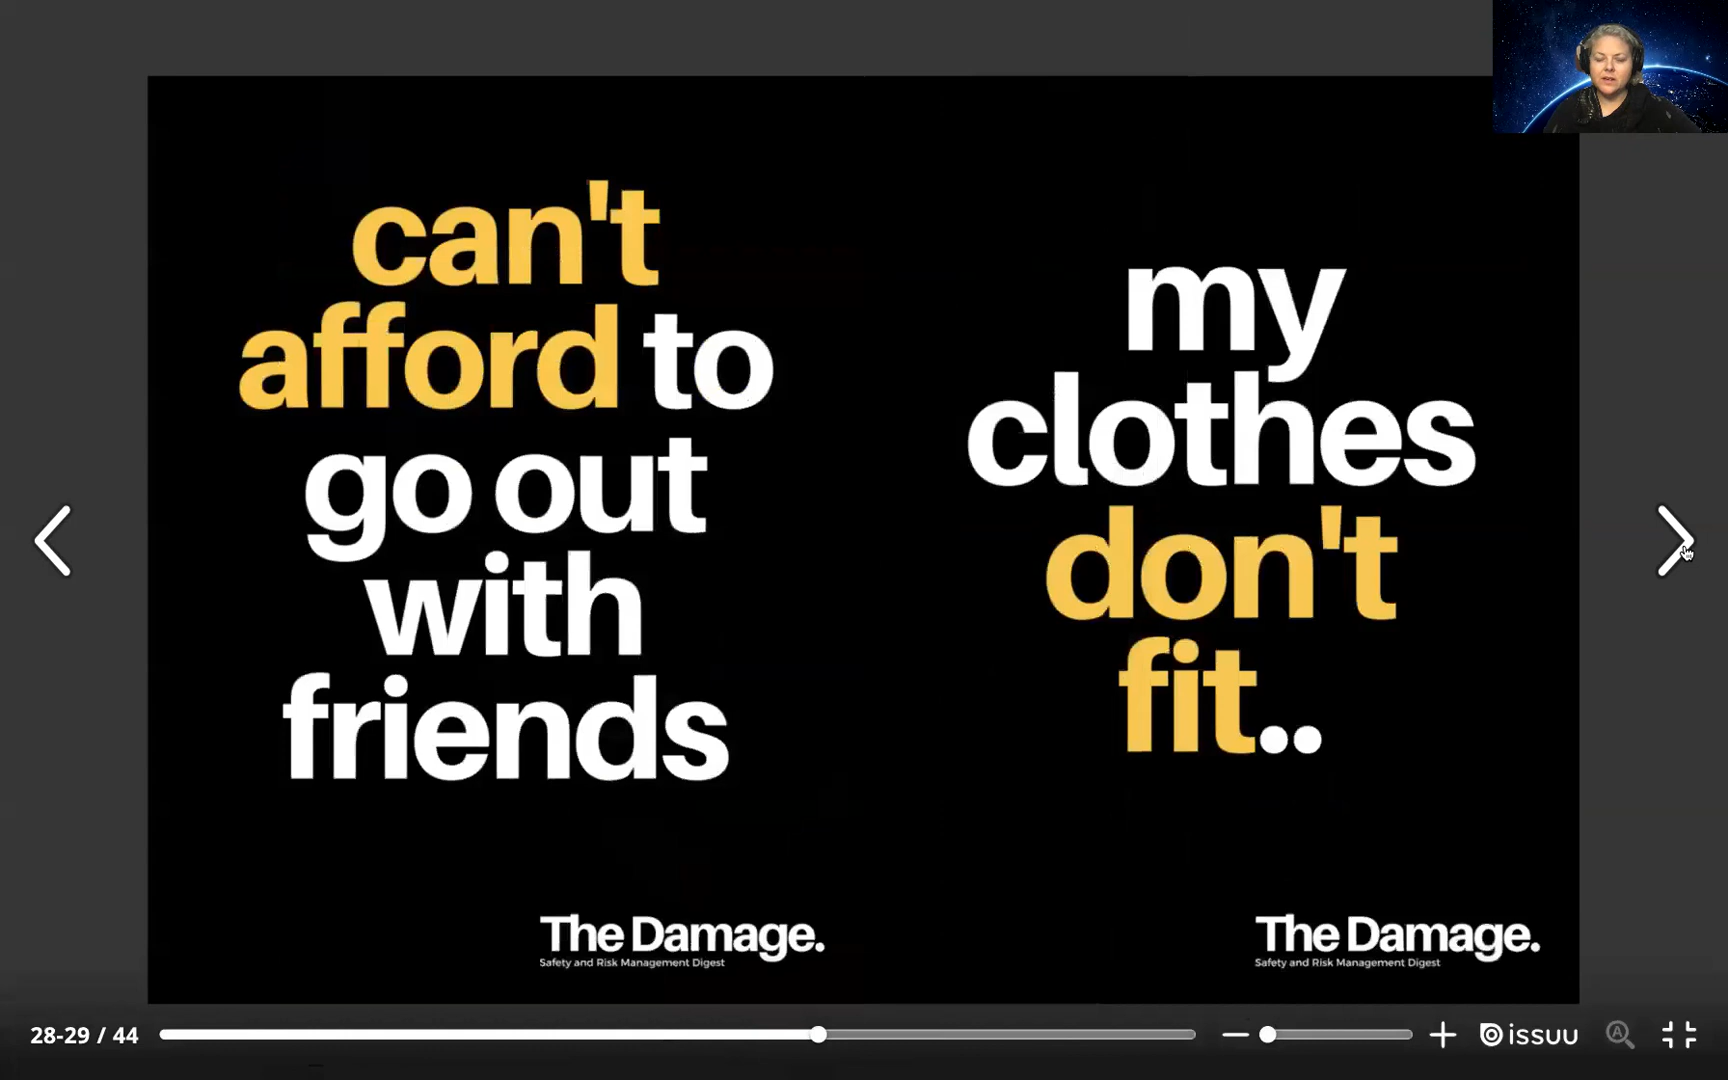 can't
afford to
go out
with
friends
The Damage.
Safety and Risk Management Digest
my
clothes
don't
fit..
The Damage.
Safety and Risk Management Digest
28-29 / 44
issuu